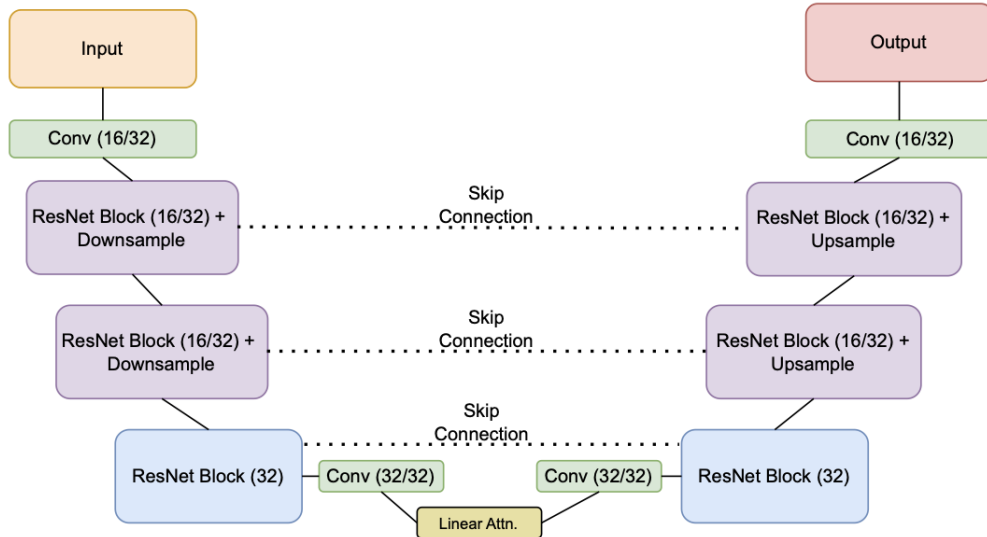 Input
Output
Conv (16/32)
Conv (16/32)
ResNet Block (16/32) +
Downsample
Skip
Connection
ResNet Block (16/32) +
Upsample
ResNet Block (16/32) +
Downsample
Skip
Connection
ResNet Block (16/32) +
Upsample
ResNet Block (32)
Skip
Connection
ResNet Block (32)
Conv (32/32)
Conv (32/32)
Linear Attn.